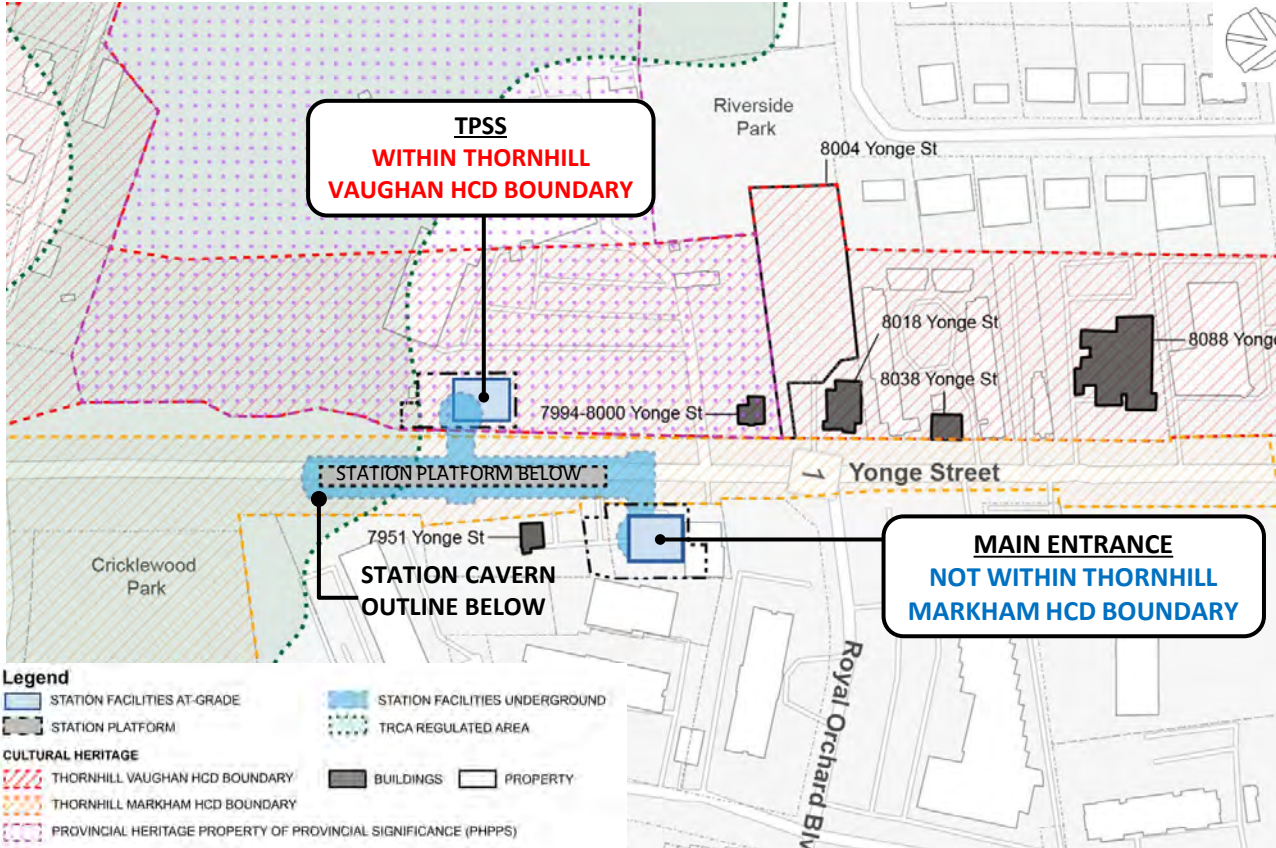 Riverside
Park
8004 Yonge St
TPSS
WITHIN THORNHILL
VAUGHAN HCD BOUNDARY
8018 Yonge St
8088 Yonge
8038 Yonge St
7994-8000 Yonge St
STATION PLATFORM BELOW
1
Yonge Street
7951 Yonge St
Cricklewood
Park
STATION CAVERN
OUTLINE BELOW
MAIN ENTRANCE
NOT WITHIN THORNHILL
MARKHAM HCD BOUNDARY
Royal Orchard Blv
Legend
STATION FACILITIES AT-GRADE
STATION FACILITIES UNDERGROUND
STATION PLATFORM
TRCA REGULATED AREA
CULTURAL HERITAGE
THORNHILL VAUGHAN HCD BOUNDARY
BUILDINGS
PROPERTY
THORNHILL MARKHAM HCD BOUNDARY
PROVINCIAL HERITAGE PROPERTY OF PROVINCIAL SIGNIFICANCE (PHPPS)